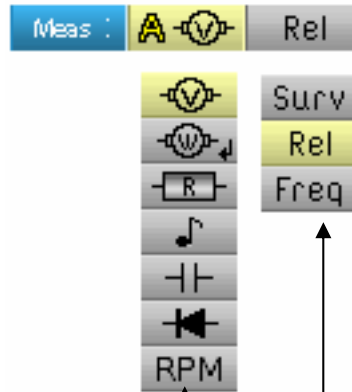 Meas : A V Rel
V Surv
W Rel
R Freq
RPM